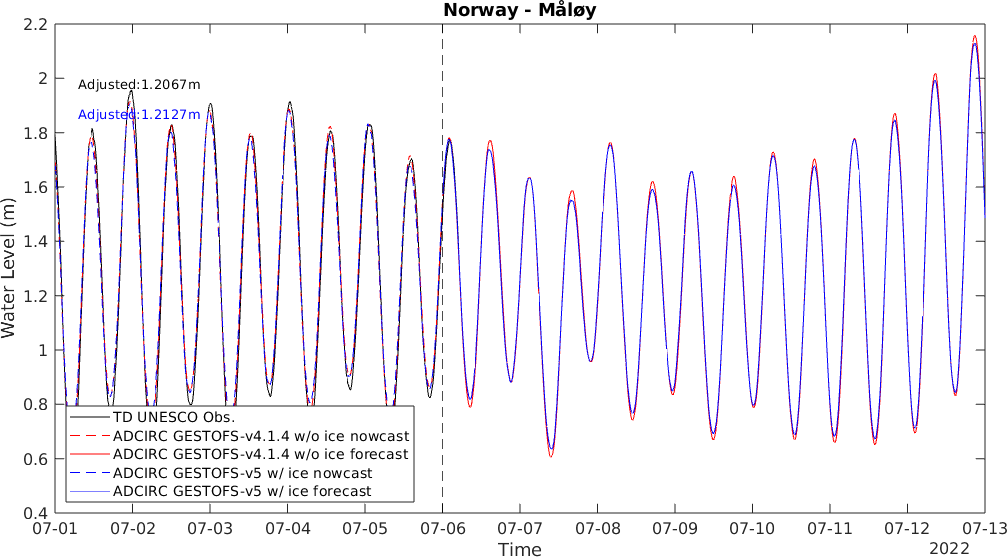 Norway - Måløy
2.2
2
1.8
1.6
1.4
1.2
1
0.8
0.6
0.4
Water Level (m)
Adjusted:1.2067m
Adjusted:1.2127m
TD UNESCO Obs.
ADCIRC GESTOFS-v4.1.4 w/o ice nowcast
ADCIRC GESTOFS-v4.1.4 w/o ice forecast
ADCIRC GESTOFS-v5 w/ ice nowcast
ADCIRC GESTOFS-v5 w/ ice forecast
07-01 07-02 07-03 07-04 07-05 07-06 07-07 07-08 07-09 07-10 07-11 07-12 07-13
Time
2022